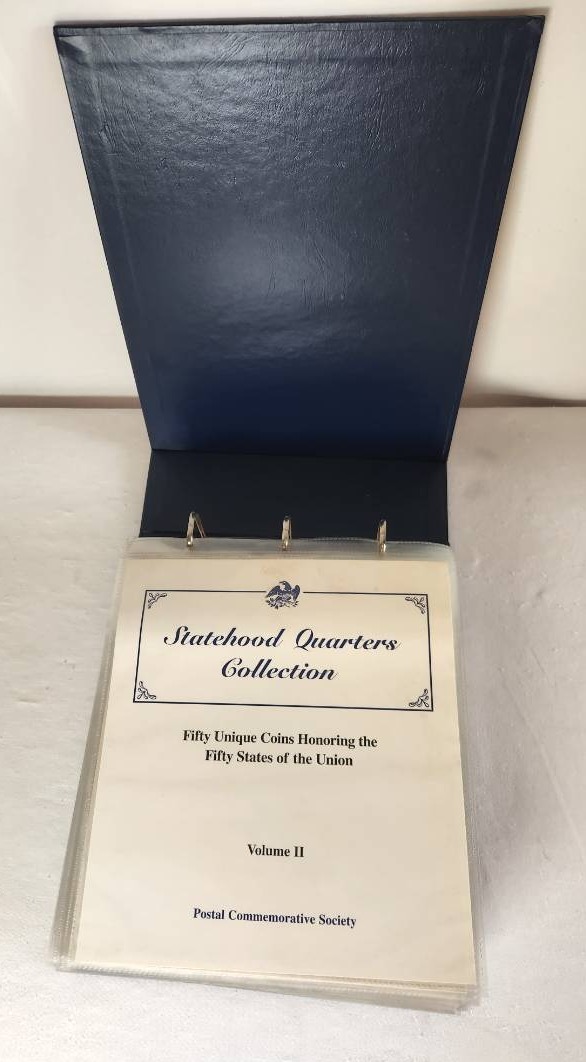 Statehood Quarters
Collection
Fifty Unique Coins Honoring the
Fifty States of the Union
Volume II
Postal Commemorative Society